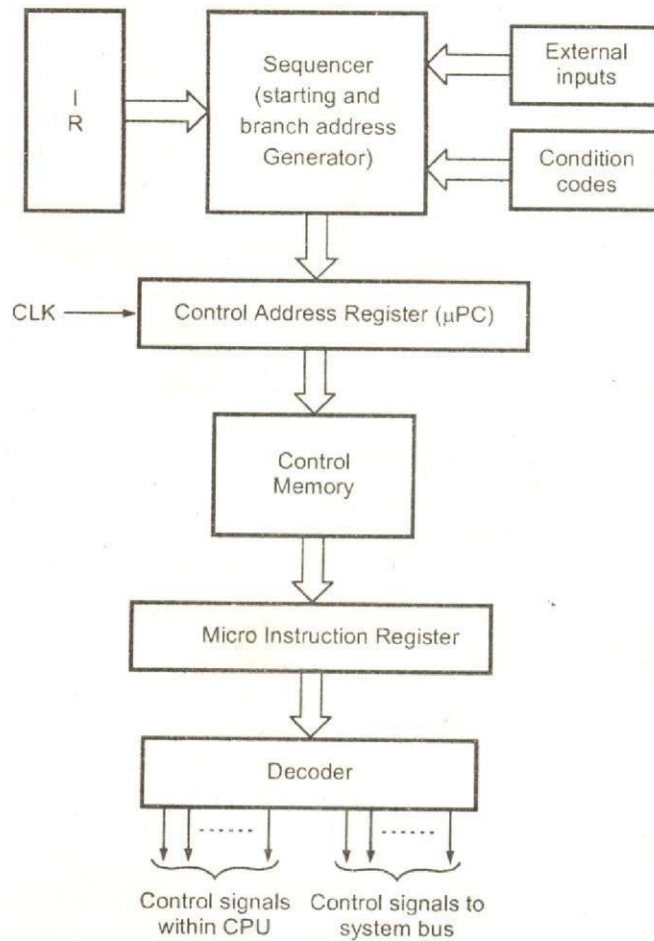 I
R
Sequencer
(starting and
branch address
Generator)
External
inputs
Condition
codes
CLK
Control Address Register (μPC)
Control
Memory
Micro Instruction Register
Decoder
Control signals
within CPU
Control signals to
system bus